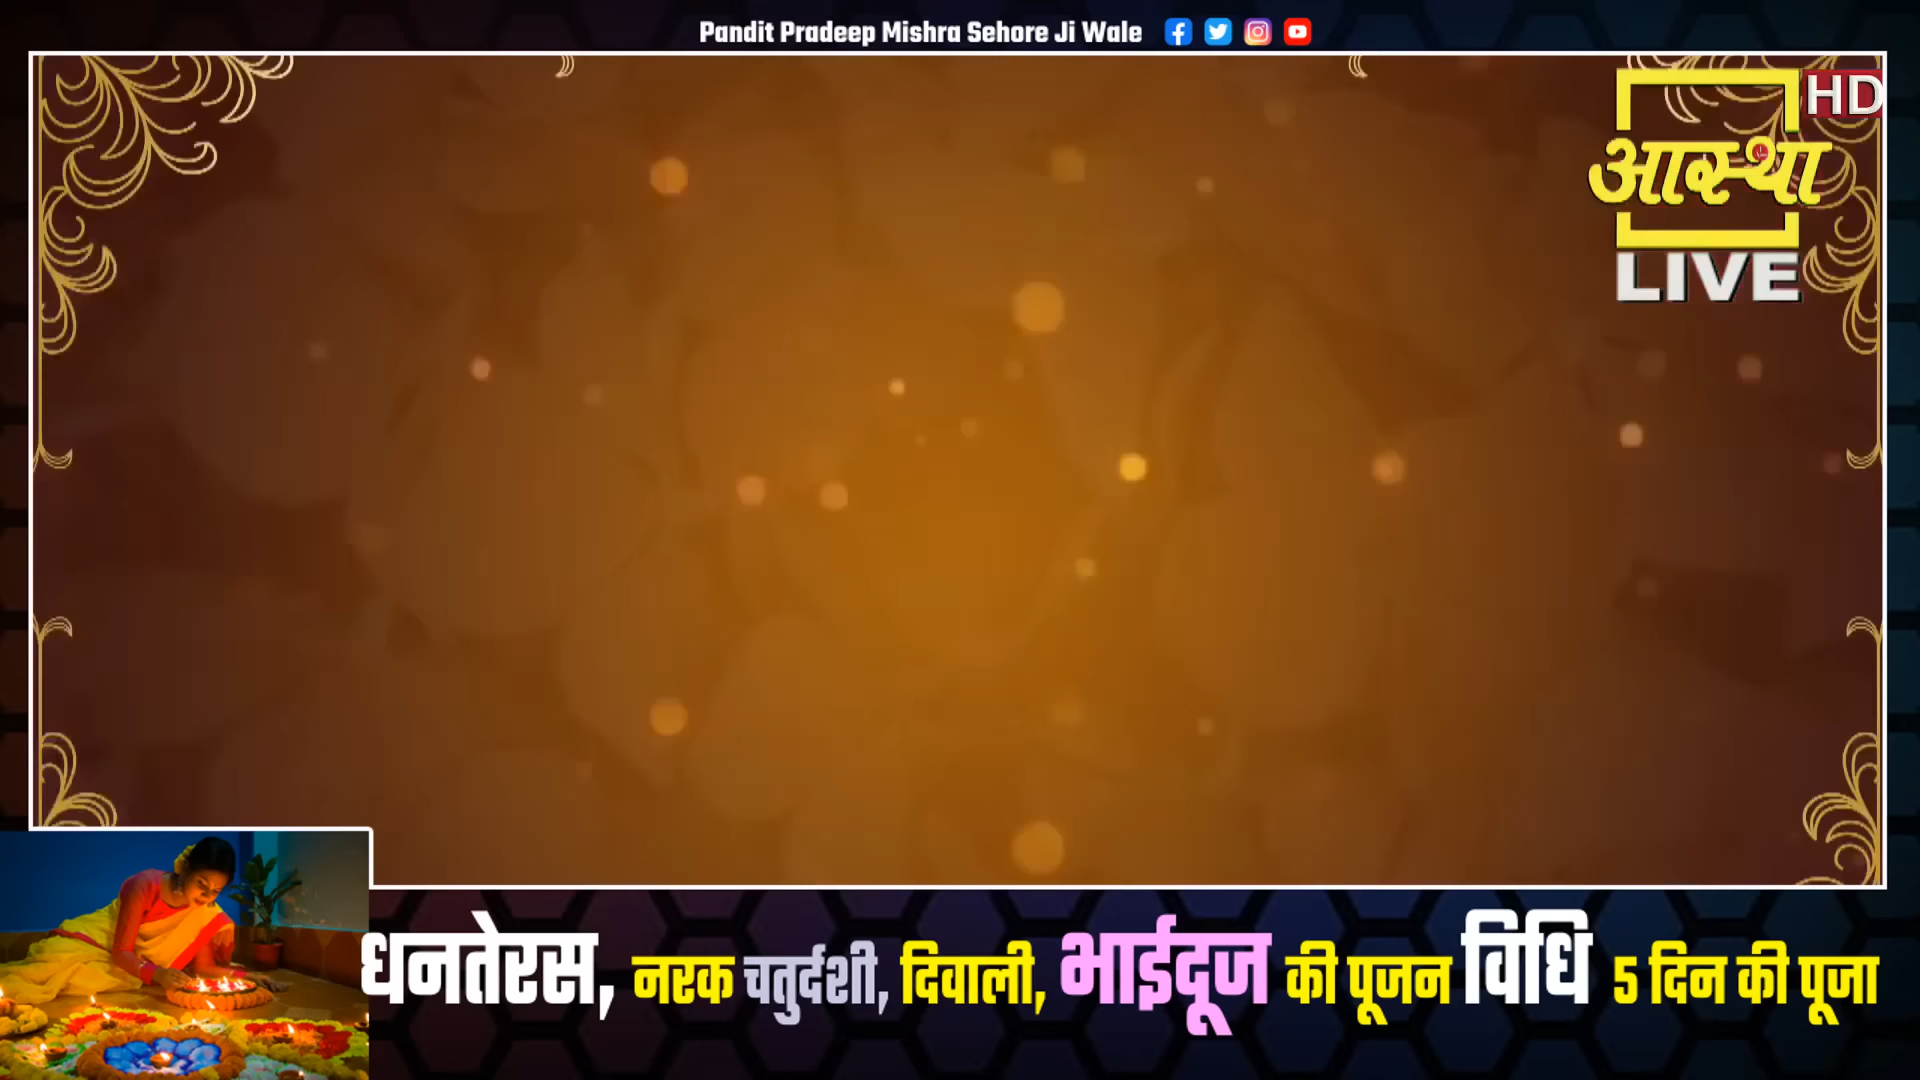 Pandit Pradeep Mishra Sehore Ji Wale
HD
आस्था
LIVE
धनतेरस, नरक चतुर्दशी, दिवाली, भाईदूज की पूजन विधि 5 दिन की पूजा